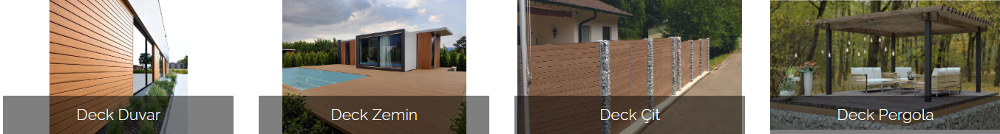 Deck Duvar
Deck Zemin
Deck Çit
Deck Pergola